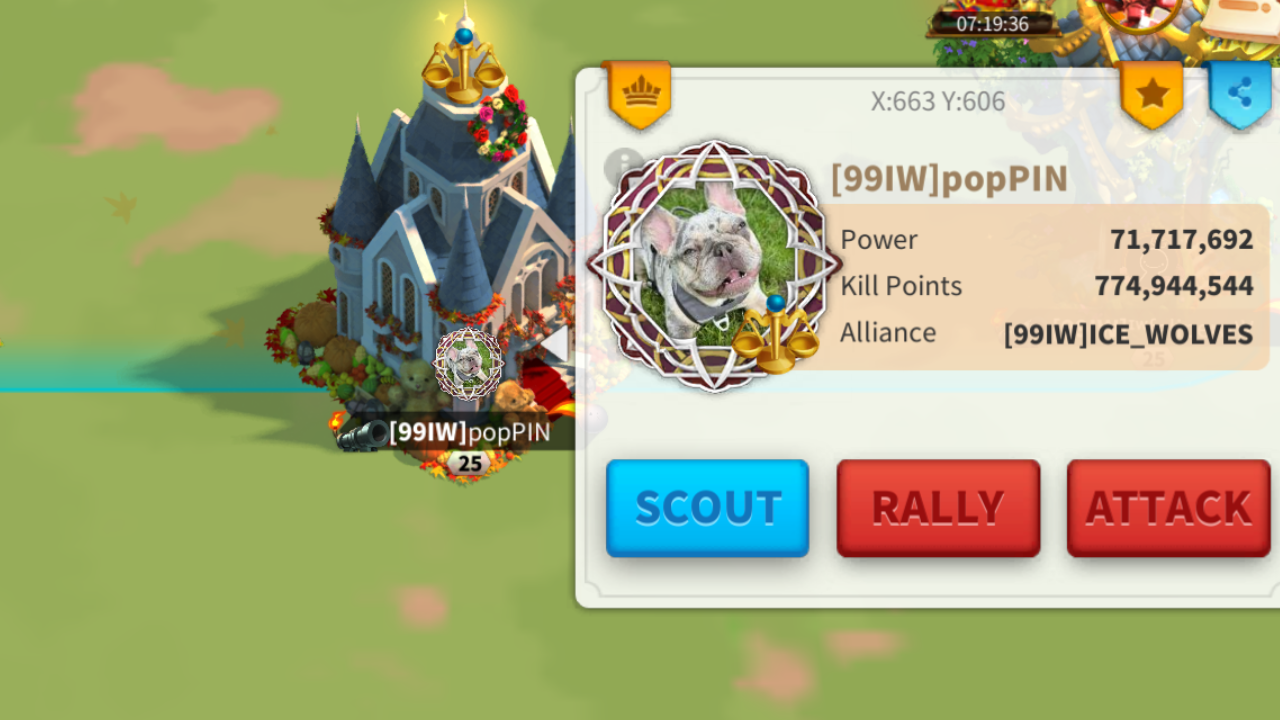 07:19:36
X:663 Y:606
[99IW]popPIN
Power 71,717,692
Kill Points 774,944,544
Alliance [99IW]ICE_WOLVES
[99IW]popPIN
25
SCOUT RALLY ATTACK